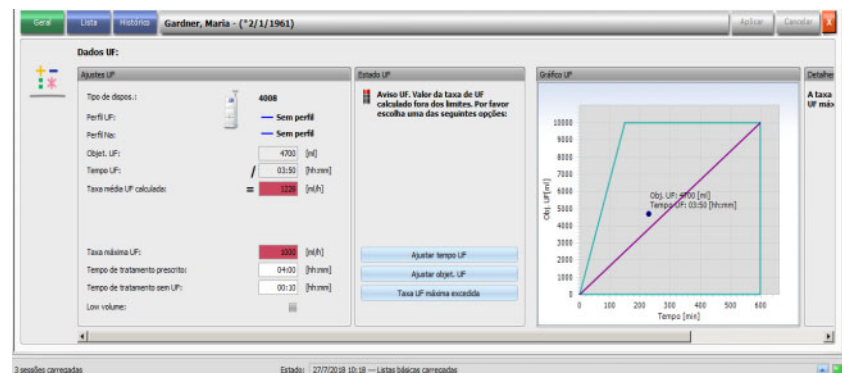 Geral Lista Histórico Gardner, Maria - (*2/1/1961) Aplicar Cancelar X
Dados UF:
Ajustes UF
Tipo de dispos.: 4008
Perfil UF: Sem perfil
Perfil Na: Sem perfil
Objet. UF: 4700 [ml]
Tempo UF: / 03:50 [hh:mm]
Taxa média UF calculada: = 1226 [ml/h]
Taxa máxima UF: 1000 [ml/h]
Tempo de tratamento prescrito: 04:00 [hh:mm]
Tempo de tratamento sem UF: 00:10 [hh:mm]
Low volume:
Estado UF
Aviso UF. Valor da taxa de UF
calculado fora dos limites. Por favor
escolha uma das seguintes opções:
Ajustar tempo UF
Ajustar objet. UF
Taxa UF máxima excedida
Gráfico UF
Obj. UF[ml]
10000
9000
8000
7000
6000
5000
4000
3000
2000
1000
0
Obj. UF: 4700 [ml]
Tempo UF: 03:50 [hh:mm]
0 100 200 300 400 500 600
Tempo [min]
Detalhes
A taxa
UF máx
3 sessões carregadas Estado: 27/7/2018 10:18 --- Listas básicas carregadas